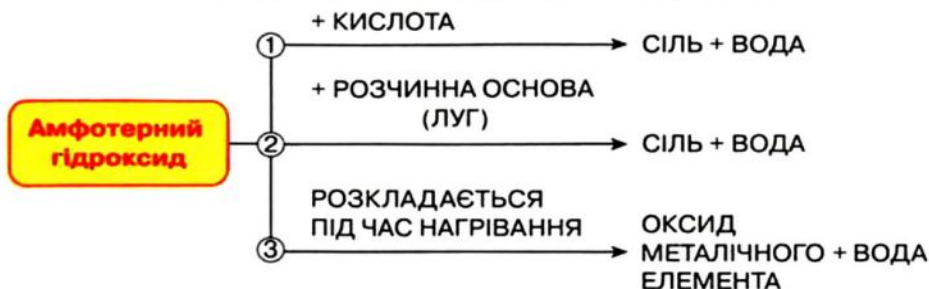 Амфотерний
гідроксид
1
+ КИСЛОТА
СІЛЬ + ВОДА
2
+ РОЗЧИННА ОСНОВА
(ЛУГ)
СІЛЬ + ВОДА
3
РОЗКЛАДАЄТЬСЯ
ПІД ЧАС НАГРІВАННЯ
ОКСИД
МЕТАЛІЧНОГО + ВОДА
ЕЛЕМЕНТА